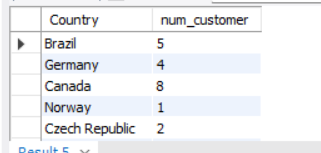 Country num_customer
Brazil 5
Germany 4
Canada 8
Norway 1
Czech Republic 2
Result 5